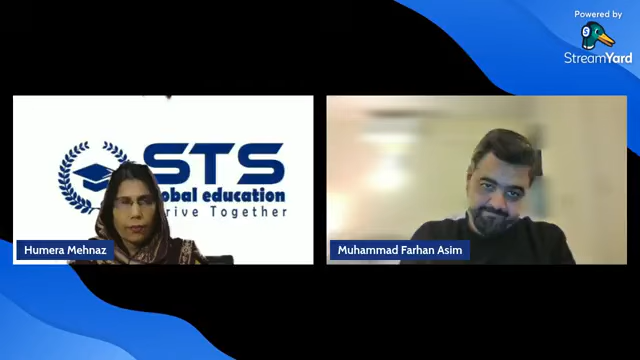 Powered by
StreamYard
STS
obal education
rive Together
Humera Mehnaz
Muhammad Farhan Asim